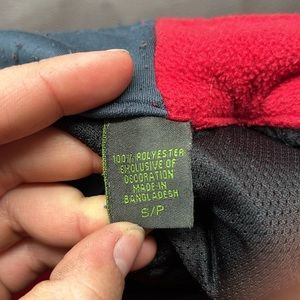 100% POLYESTER
EXCLUSIVE OF
DECORATION
MADE IN
BANGLADESH
S/P